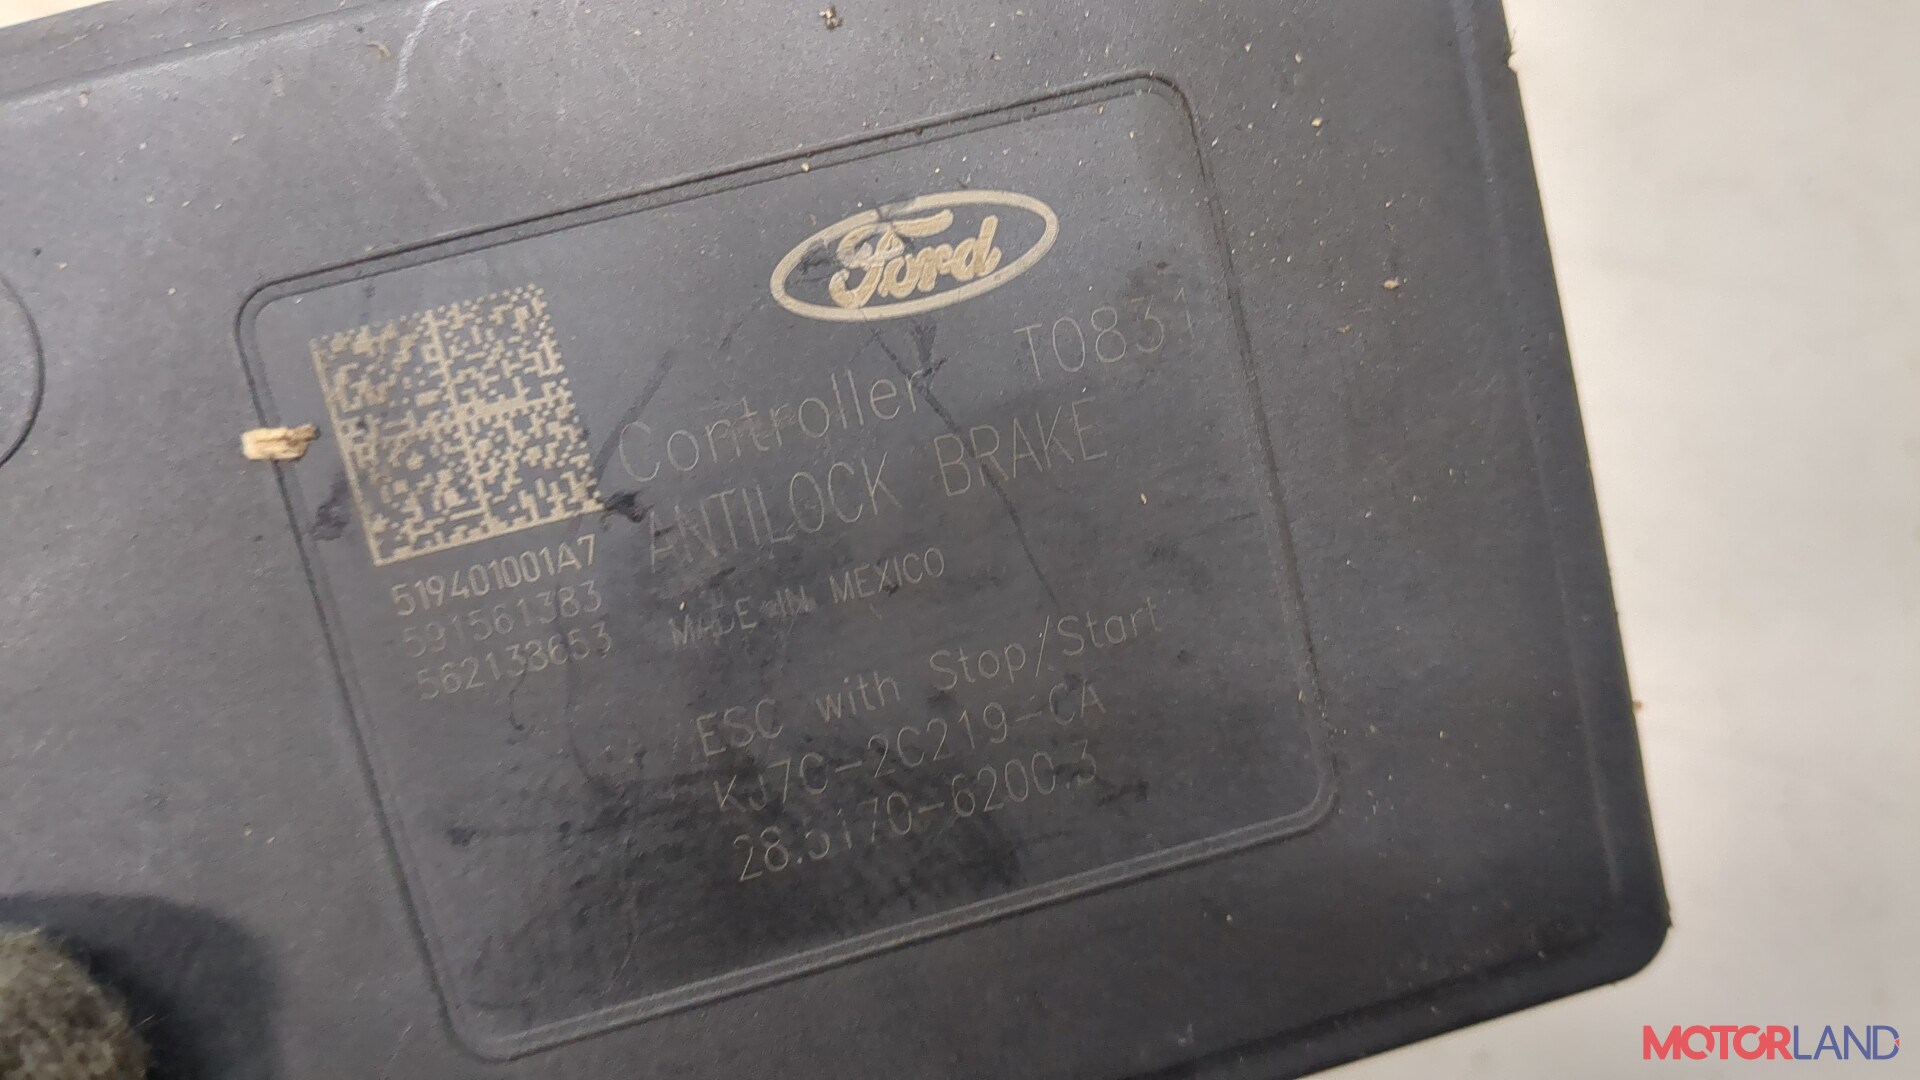 Ford
Controller T0831
ANTILOCK BRAKE
MADE IN MEXICO
519401001A7
591561383
562138653
ESC with Stop/Start
KJ7C-2C219-CA
28.5170-6200.3
MOTORLAND